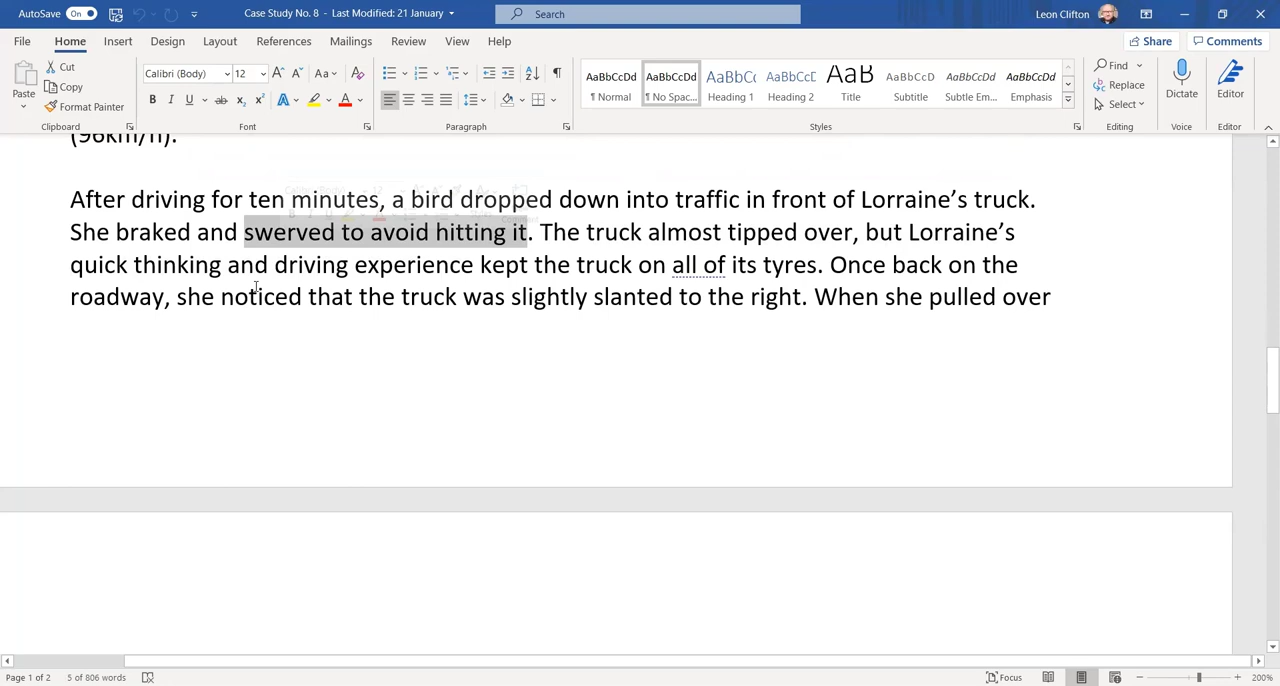 AutoSave On
Case Study No. 8 - Last Modified: 21 January
Search
Leon Clifton
File Home Insert Draw Design Layout References Mailings Review View Help
Share Comments
Paste
Cut
Copy
Format Painter
Clipboard
Calibri (Body) 12
Font
Paragraph
AaBbCcDd AaBbCcDd AaBbCc AaBbCcC AaB AaBbCcD AaBbCcDd AaBbCcDd
¶ Normal ¶ No Spac... Heading 1 Heading 2 Title Subtitle Subtle Em... Emphasis
Styles
Find
Replace
Select
Editing
Dictate
Voice
Editor
Editor
(96km/h).
After driving for ten minutes, a bird dropped down into traffic in front of Lorraine’s truck.
She braked and swerved to avoid hitting it. The truck almost tipped over, but Lorraine’s
quick thinking and driving experience kept the truck on all of its tyres. Once back on the
roadway, she noticed that the truck was slightly slanted to the right. When she pulled over
Page 1 of 2 5 of 806 words
Focus
200%